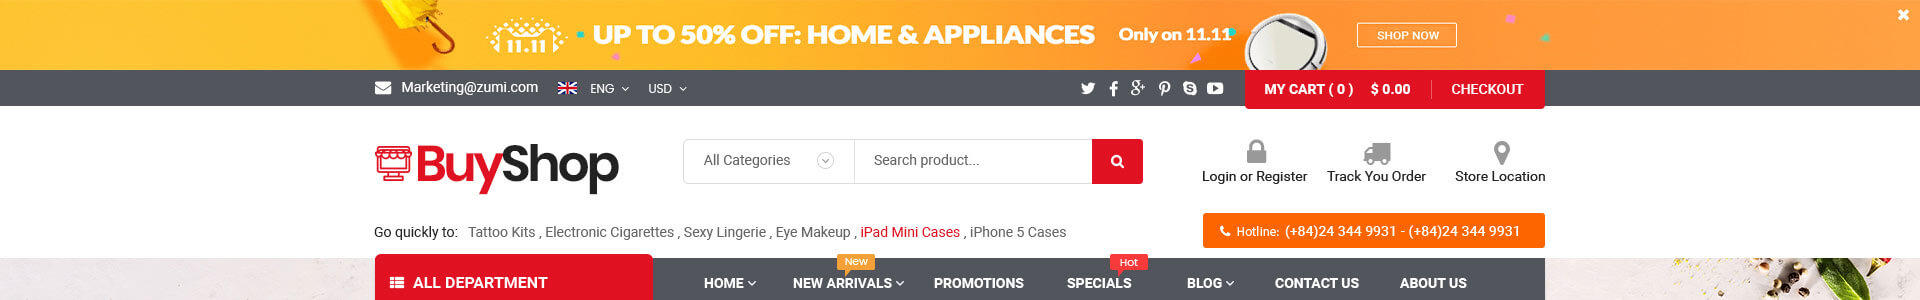 11.11 UP TO 50% OFF: HOME & APPLIANCES Only on 11.11 SHOP NOW
Marketing@zumi.com ENG USD MY CART ( 0 ) $ 0.00 CHECKOUT
BuyShop All Categories Search product...
Login or Register Track You Order Store Location
Go quickly to: Tattoo Kits , Electronic Cigarettes , Sexy Lingerie , Eye Makeup , iPad Mini Cases , iPhone 5 Cases
Hotline: (+84)24 344 9931 - (+84)24 344 9931
New Hot
ALL DEPARTMENT HOME NEW ARRIVALS PROMOTIONS SPECIALS BLOG CONTACT US ABOUT US